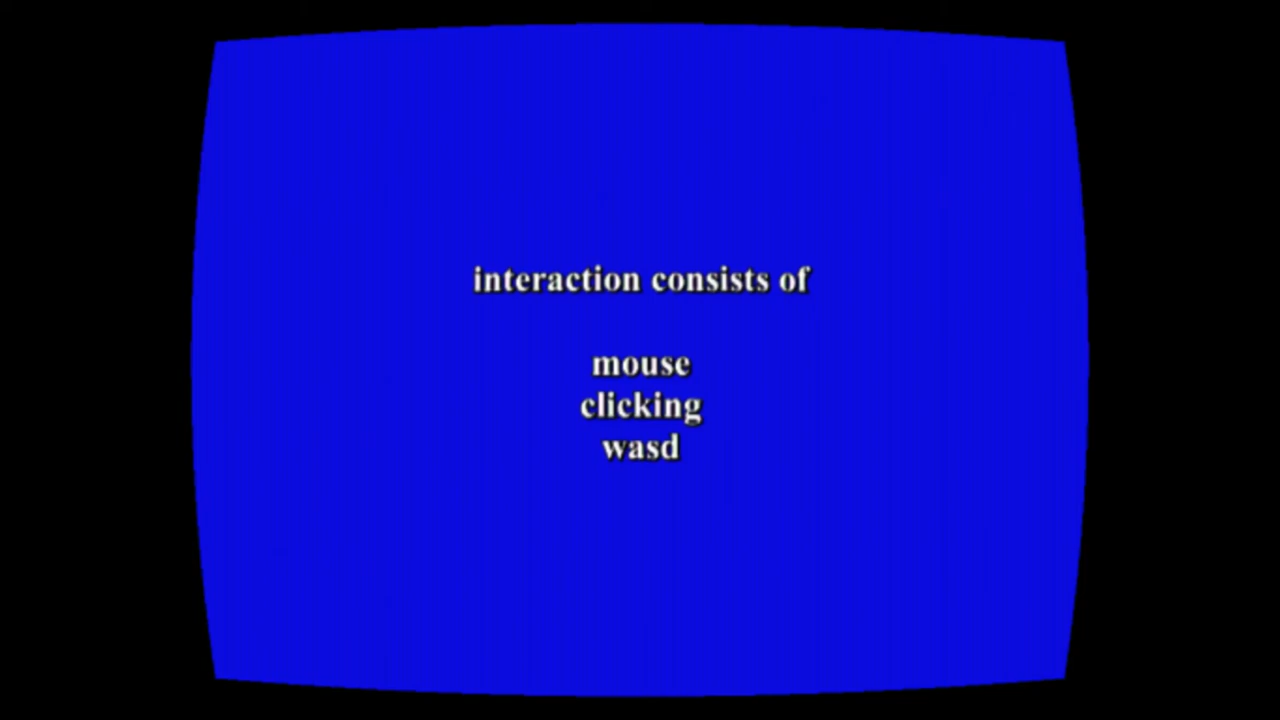 interaction consists of
mouse
clicking
wasd